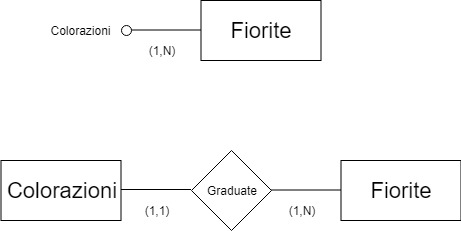 Colorazioni
(1,N)
Fiorite
Colorazioni
(1,1)
Graduate
(1,N)
Fiorite